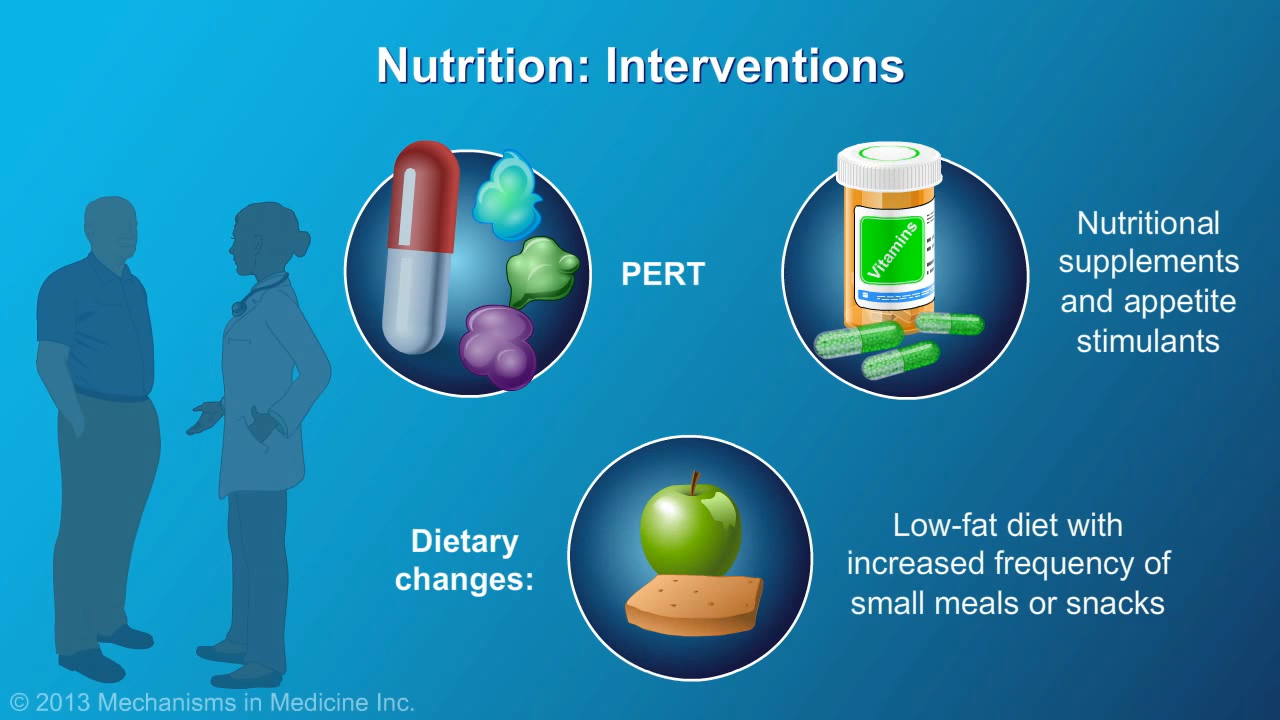 Nutrition: Interventions
PERT
Vitamins
Nutritional
supplements
and appetite
stimulants
Dietary
changes:
Low-fat diet with
increased frequency of
small meals or snacks
© 2013 Mechanisms in Medicine Inc.